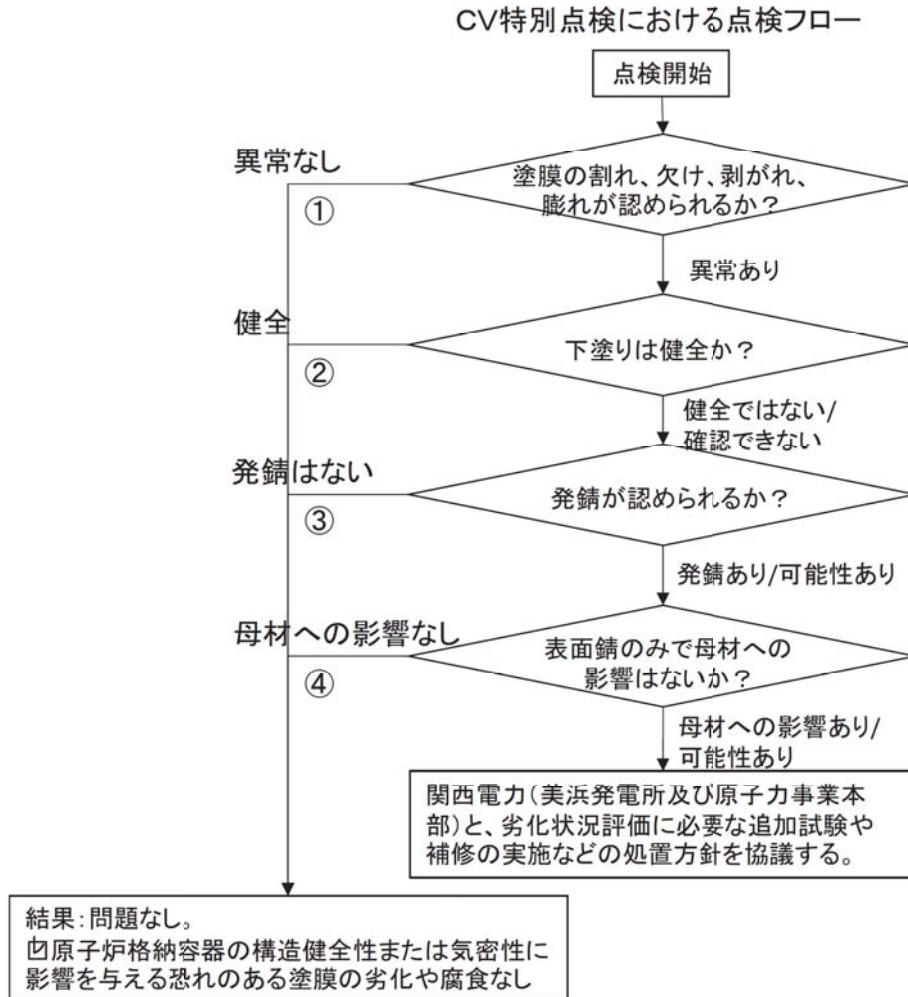 CV特別点検における点検フロー
点検開始
塗膜の割れ、欠け、剥がれ、
膨れが認められるか？
異常なし
①
異常あり
下塗りは健全か？
健全
②
健全ではない/
確認できない
発錆が認められるか？
発錆はない
③
発錆あり/可能性あり
表面錆のみで母材への
影響はないか？
母材への影響なし
④
母材への影響あり/
可能性あり
関西電力（美浜発電所及び原子力事業本
部）と、劣化状況評価に必要な追加試験や
補修の実施などの処置方針を協議する。
結果：問題なし。
原子炉格納容器の構造健全性または気密性に
影響を与える恐れのある塗膜の劣化や腐食なし